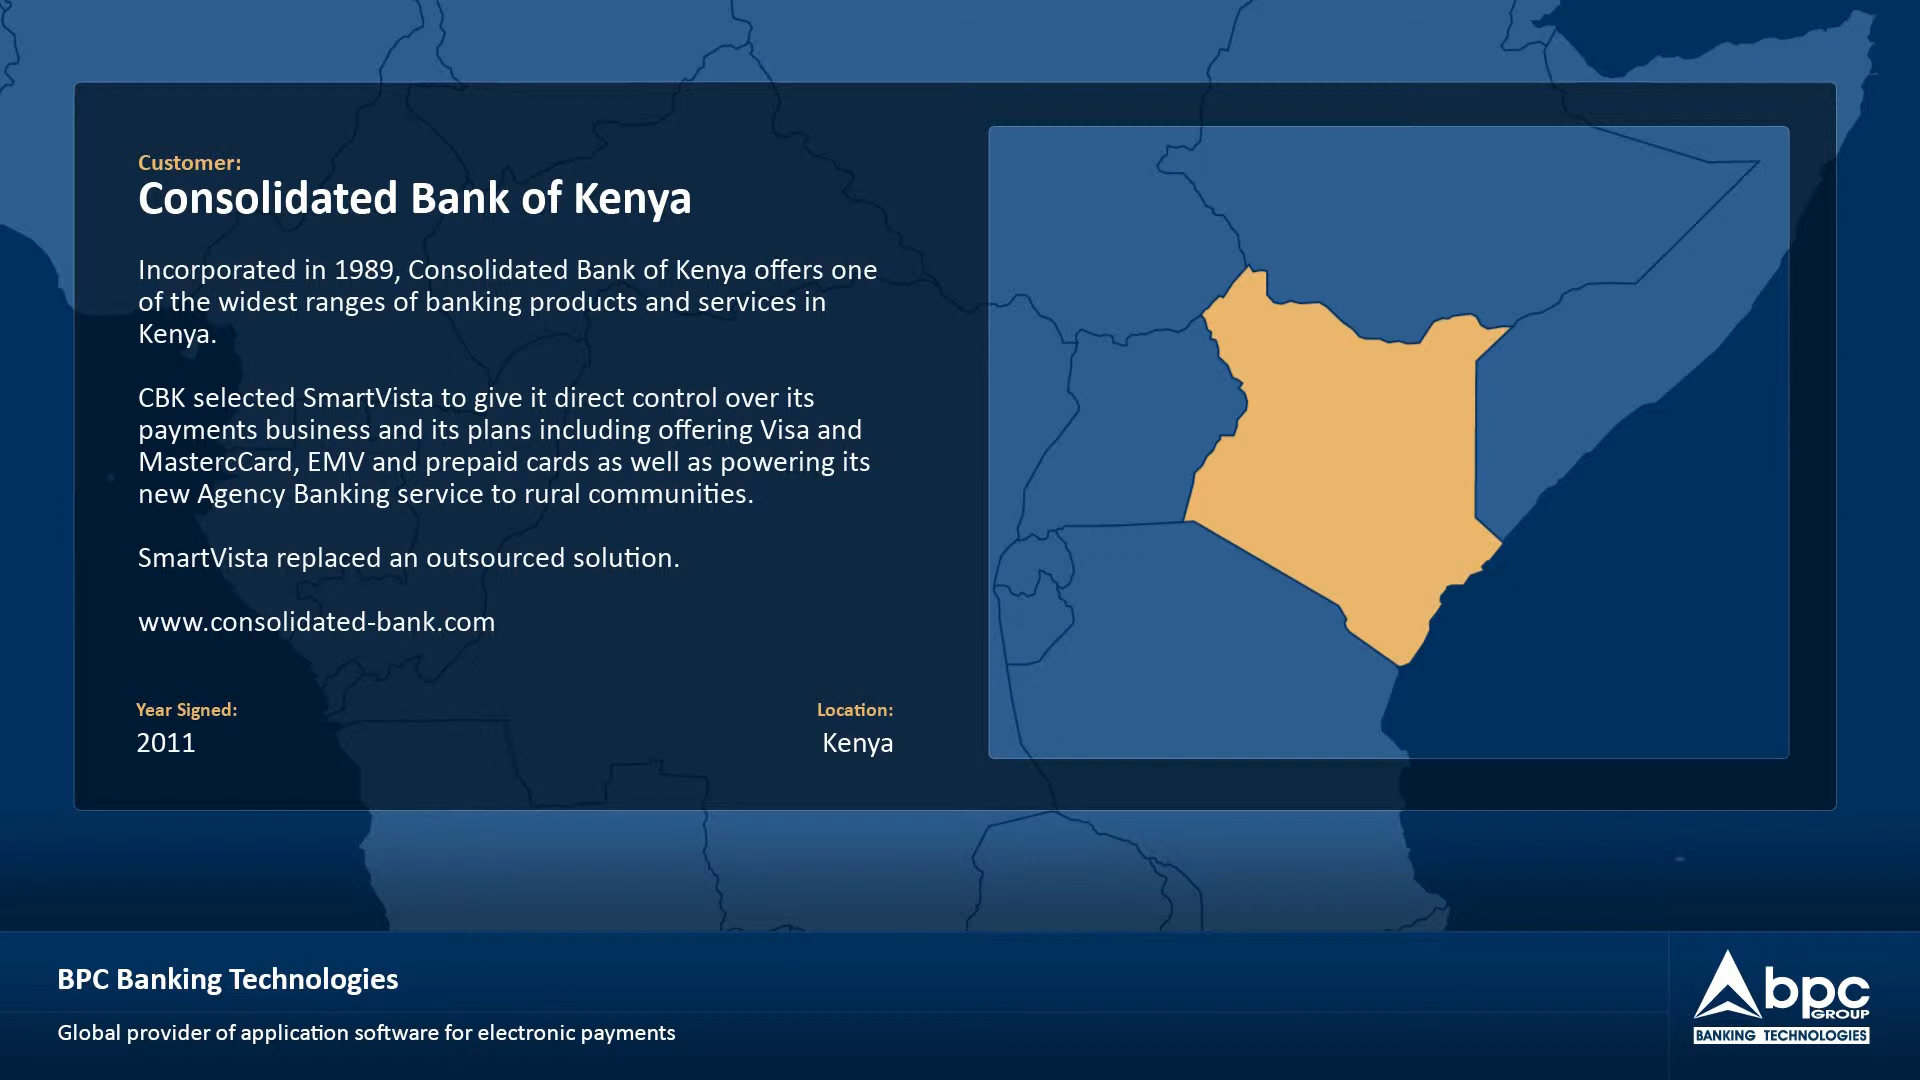 Customer:
Consolidated Bank of Kenya
Incorporated in 1989, Consolidated Bank of Kenya offers one
of the widest ranges of banking products and services in
Kenya.
CBK selected SmartVista to give it direct control over its
payments business and its plans including offering Visa and
MastercCard, EMV and prepaid cards as well as powering its
new Agency Banking service to rural communities.
SmartVista replaced an outsourced solution.
www.consolidated-bank.com
Year Signed:
2011
Location:
Kenya
BPC Banking Technologies
Global provider of application software for electronic payments
bpc
GROUP
BANKING TECHNOLOGIES